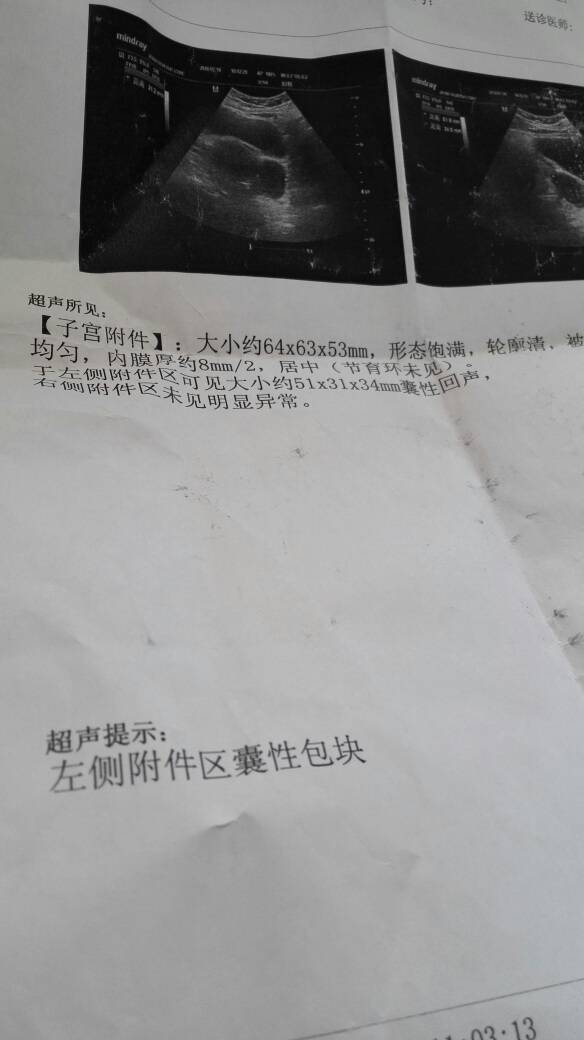 送诊医师:
mindray
mindray
超声所见:
【子宫附件】:大小约64x63x53mm,形态饱满,轮廓清,被
均匀,内膜厚约8mm/2,居中(节育环未见)。
于左侧附件区可见大小约51x31x34mm囊性回声,
右侧附件区未见明显异常。
超声提示:
左侧附件区囊性包块
:03:13